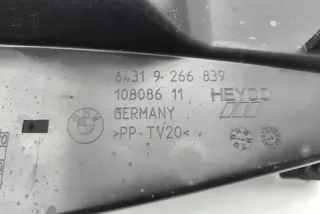 6431 9 266 839
108086 11
HEYCO
GERMANY
>PP-TV20<